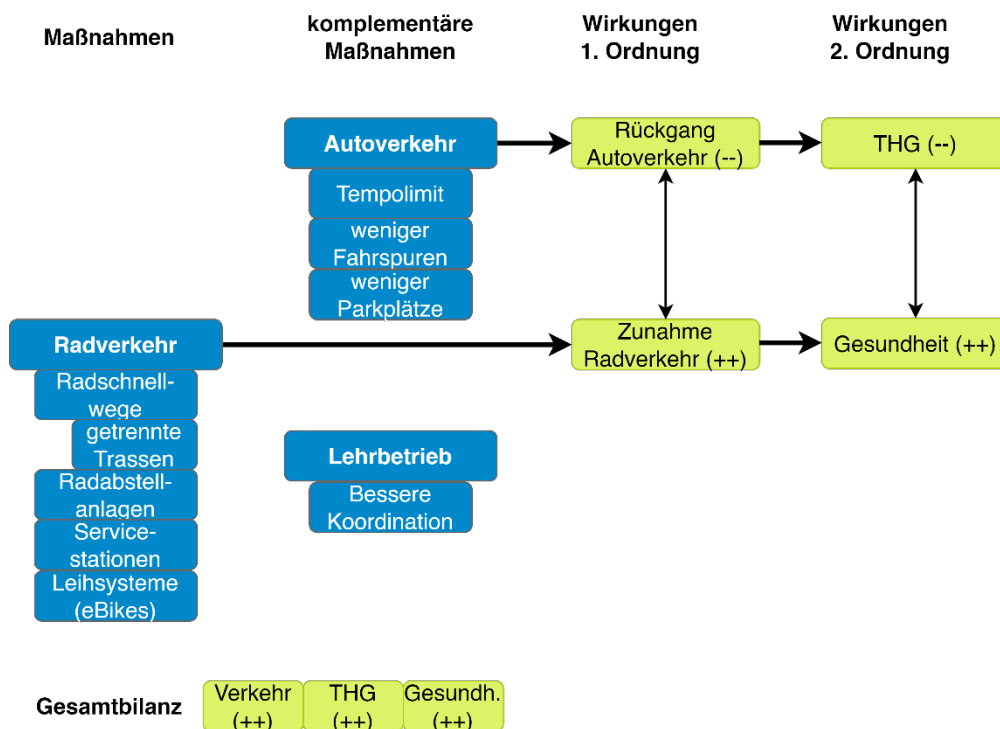 Maßnahmen
komplementäre
Maßnahmen
Wirkungen
1. Ordnung
Wirkungen
2. Ordnung
Autoverkehr
Tempolimit
weniger
Fahrspuren
weniger
Parkplätze
Rückgang
Autoverkehr (--)
THG (--)
Radverkehr
Radschnell-
wege
getrennte
Trassen
Radabstell-
anlagen
Service-
stationen
Leihsysteme
(eBikes)
Zunahme
Radverkehr (++)
Gesundheit (++)
Lehrbetrieb
Bessere
Koordination
Gesamtbilanz
Verkehr
(++)
THG
(++)
Gesundh.
(++)